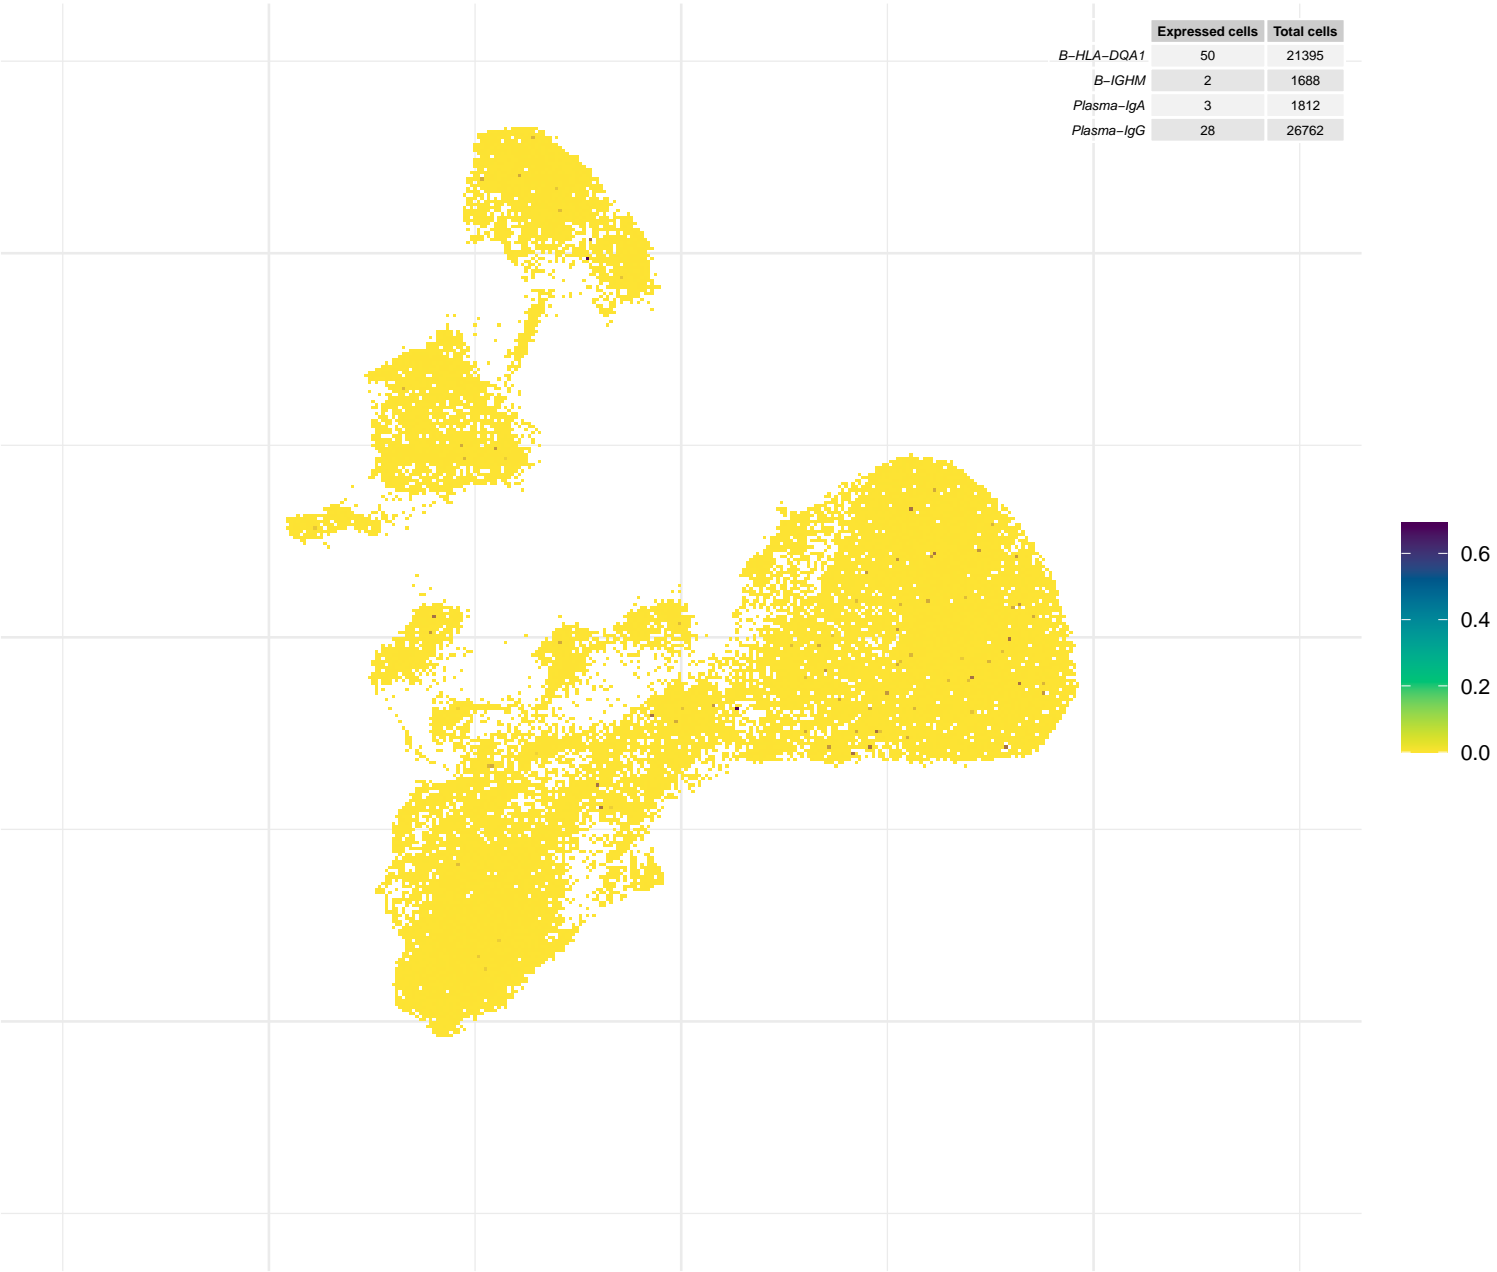 Expressed cells Total cells
B−HLA−DQA1 50 21395
B−IGHM 2 1688
Plasma−IgA 3 1812
Plasma−IgG 28 26762
0.6
0.4
0.2
0.0